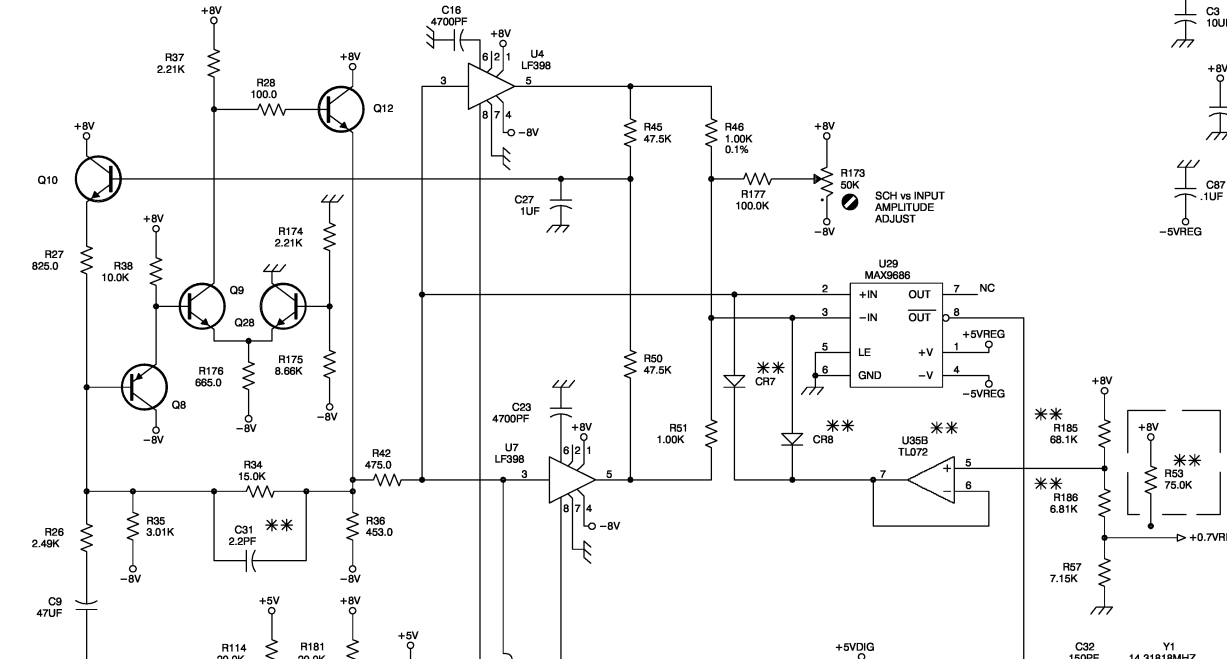 +8V
C16
4700PF
+8V
6 2 1
U4
LF398
3
5
8 7 4
-8V
C3
10U
+8V
R37
2.21K
+8V
R28
100.0
Q12
+8V
Q10
R45
47.5K
R46
1.00K
0.1%
+8V
R173
50K
R177
100.0K
SCH vs INPUT
AMPLITUDE
ADJUST
-8V
C87
.1UF
-5VREG
C27
1UF
+8V
R174
2.21K
R27
825.0
R38
10.0K
Q9
Q28
U29
MAX9686
2
+IN
OUT
7
NC
3
-IN
OUT
8
+5VREG
5
LE
+V
1
6
GND
-V
4
-5VREG
R176
665.0
R175
8.66K
-8V
-8V
Q8
-8V
R50
47.5K
**
CR7
**
CR8
C23
4700PF
+8V
6 2 1
U7
LF398
3
5
8 7 4
-8V
R51
1.00K
**
U35B
TL072
7
+
5
-
6
+8V
**
R185
68.1K
**
R186
6.81K
+8V
**
R53
75.0K
+0.7VR
R57
7.15K
R42
475.0
R34
15.0K
R26
2.49K
R35
3.01K
-8V
C31
2.2PF
**
R36
453.0
-8V
C9
47UF
+5V
R114
+8V
R181
+5V
+5VDIG
C32
150PF
Y1
14.31818MHZ